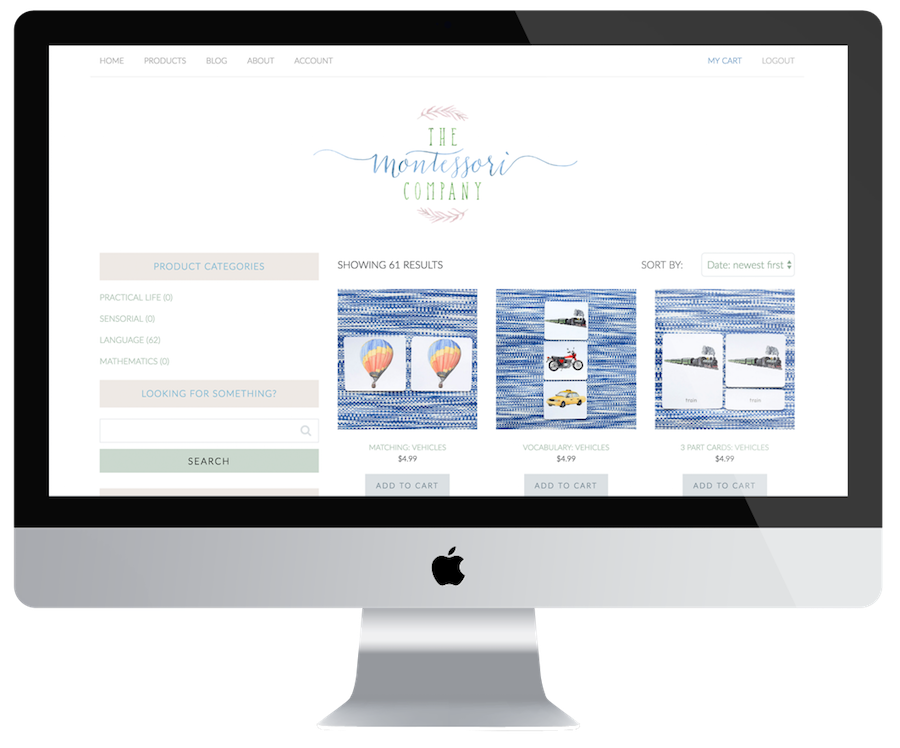 HOME PRODUCTS BLOG ABOUT ACCOUNT MY CART LOGOUT
THE
Montessori
COMPANY
PRODUCT CATEGORIES
SHOWING 61 RESULTS
SORT BY: Date: newest first
PRACTICAL LIFE (0)
SENSORIAL (0)
LANGUAGE (62)
MATHEMATICS (0)
LOOKING FOR SOMETHING?
SEARCH
MATCHING: VEHICLES
$4.99
ADD TO CART
VOCABULARY: VEHICLES
$4.99
ADD TO CART
3 PART CARDS: VEHICLES
$4.99
ADD TO CART